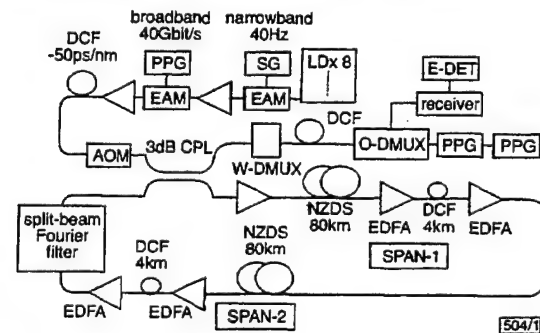 broadband
40Gbit/s
narrowband
40Hz
DCF
-50ps/nm
PPG
SG
LDx 8
E-DET
EAM
EAM
DCF
receiver
AOM
3dB CPL
W-DMUX
O-DMUX
PPG
PPG
split-beam
Fourier
filter
NZDS
80km
EDFA
DCF
4km
EDFA
SPAN-1
DCF
4km
NZDS
80km
EDFA
EDFA
SPAN-2
504/1